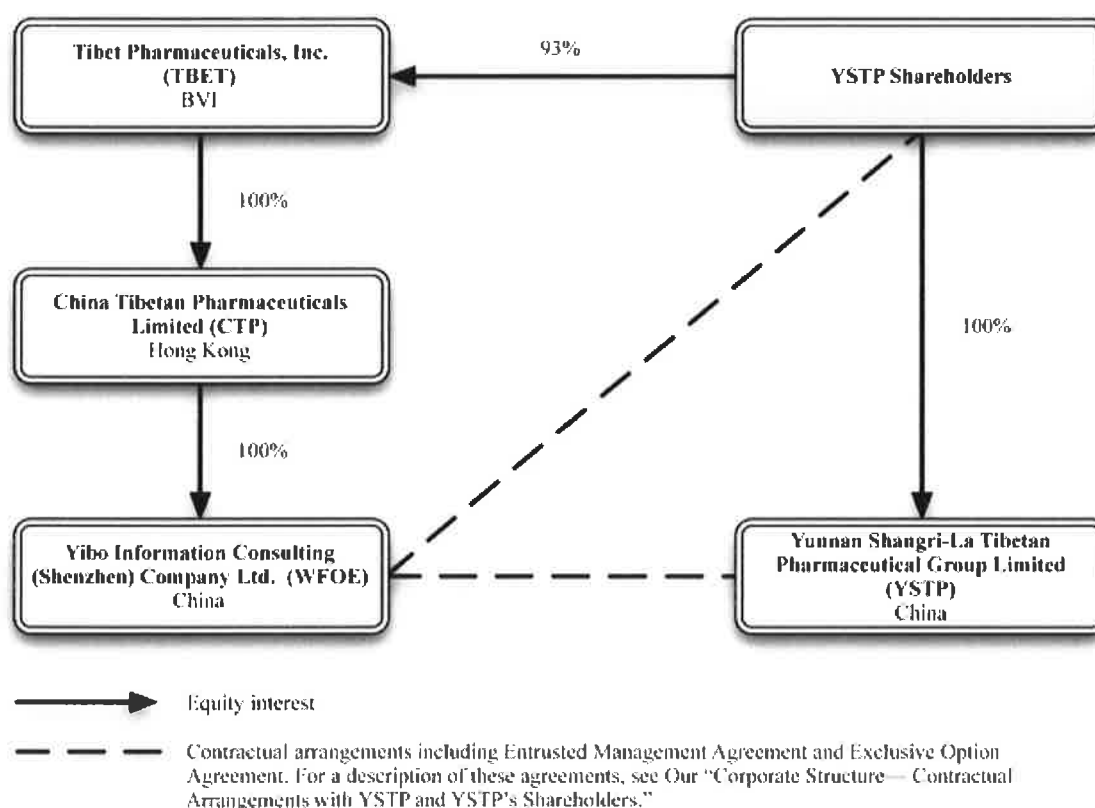 Tibet Pharmaceuticals, Inc.
(TBET)
BVI
93%
YSTP Shareholders
100%
China Tibetan Pharmaceuticals
Limited (CTP)
Hong Kong
100%
100%
Yibo Information Consulting
(Shenzhen) Company Ltd. (WFOE)
China
Yunnan Shangri-La Tibetan
Pharmaceutical Group Limited
(YSTP)
China
Equity interest
Contractual arrangements including Entrusted Management Agreement and Exclusive Option
Agreement. For a description of these agreements, see Our “Corporate Structure— Contractual
Arrangements with YSTP and YSTP’s Shareholders.”